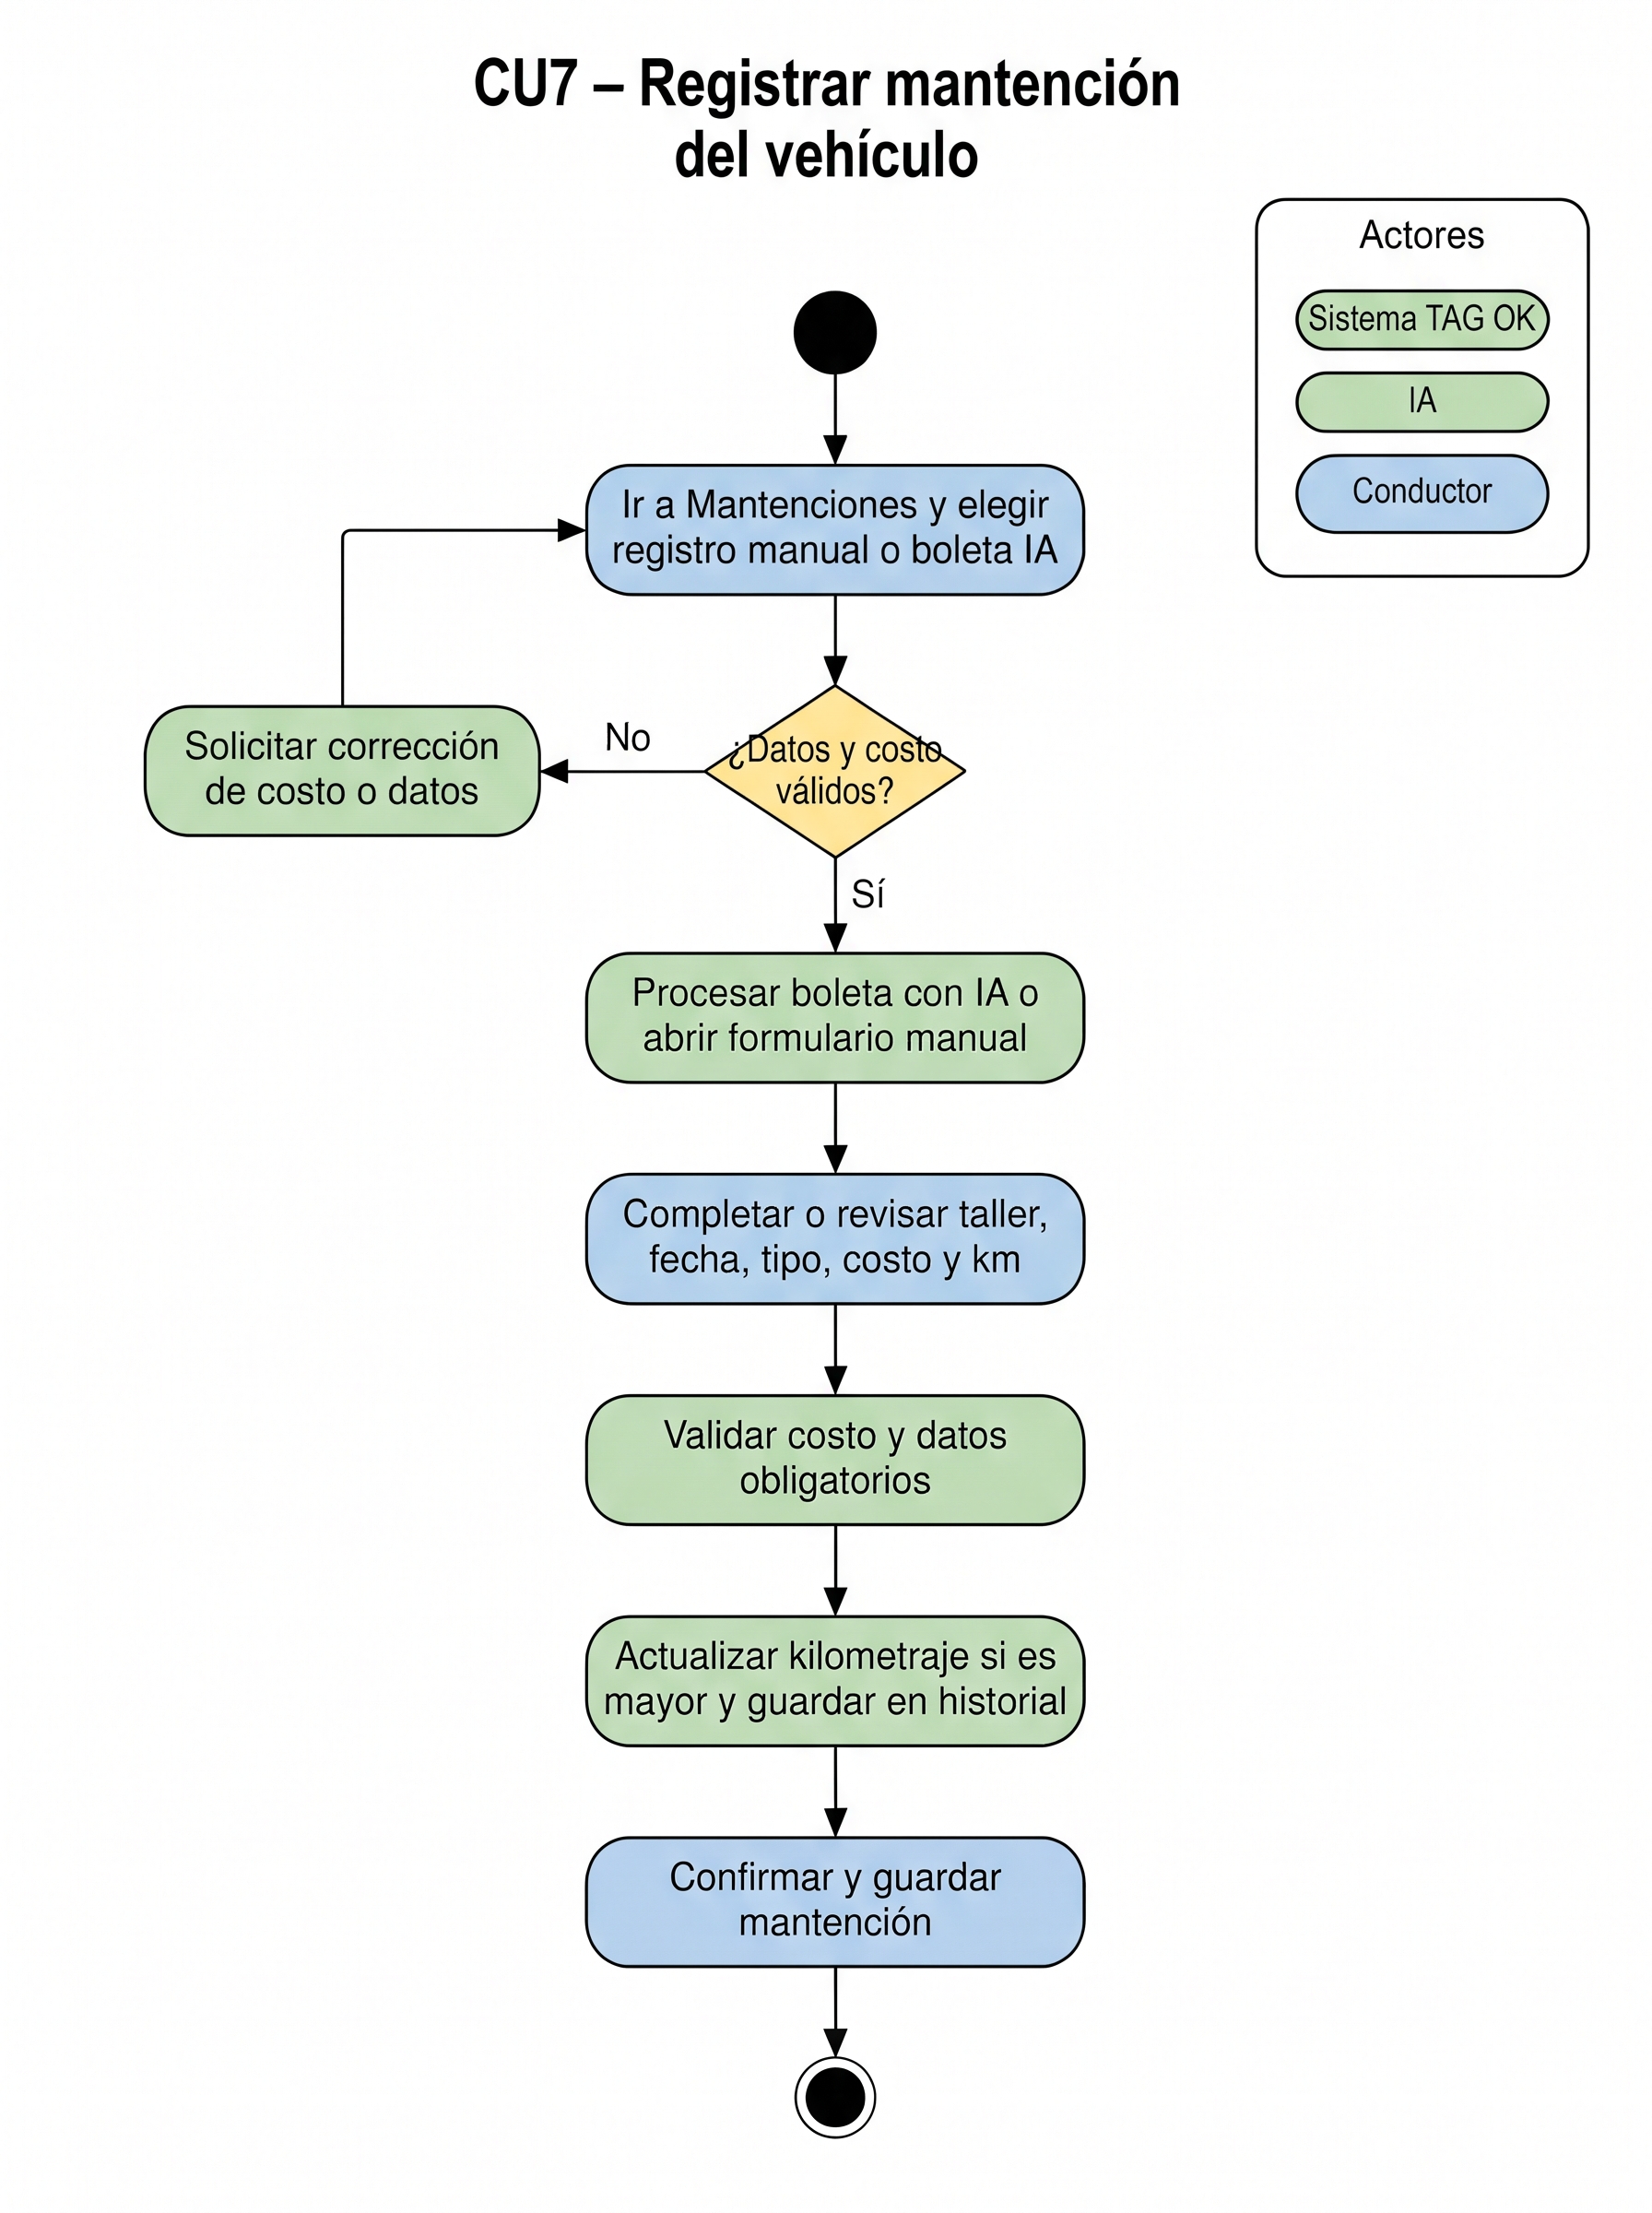 CU7 – Registrar mantención
del vehículo
Actores
Sistema TAG OK
IA
Conductor
Ir a Mantenciones y elegir
registro manual o boleta IA
Solicitar corrección
de costo o datos
No
¿Datos y costo
válidos?
Sí
Procesar boleta con IA o
abrir formulario manual
Completar o revisar taller,
fecha, tipo, costo y km
Validar costo y datos
obligatorios
Actualizar kilometraje si es
mayor y guardar en historial
Confirmar y guardar
mantención